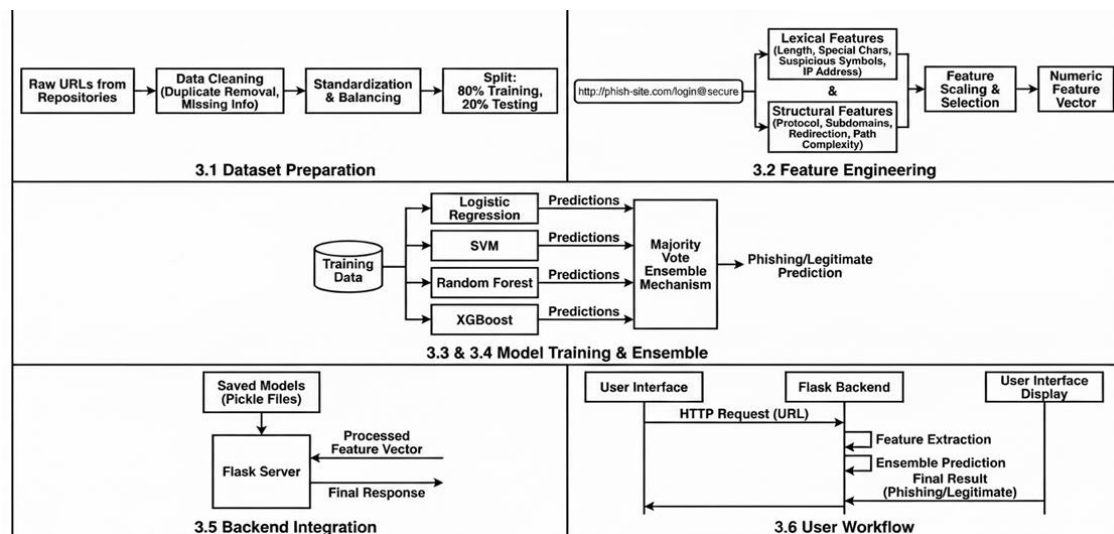 Raw URLs from
Repositories
Data Cleaning
(Duplicate Removal,
Missing Info)
Standardization
& Balancing
Split:
80% Training,
20% Testing
3.1 Dataset Preparation
http://phish-site.com/login@secure
Lexical Features
(Length, Special Chars,
Suspicious Symbols,
IP Address)
&
Structural Features
(Protocol, Subdomains,
Redirection, Path
Complexity)
Feature
Scaling &
Selection
Numeric
Feature
Vector
3.2 Feature Engineering
Training
Data
Logistic
Regression
SVM
Random Forest
XGBoost
Predictions
Predictions
Predictions
Predictions
Majority
Vote
Ensemble
Mechanism
Phishing/Legitimate
Prediction
3.3 & 3.4 Model Training & Ensemble
Saved Models
(Pickle Files)
Flask Server
Processed
Feature Vector
Final Response
3.5 Backend Integration
User Interface
Flask Backend
User Interface
Display
HTTP Request (URL)
Feature Extraction
Ensemble Prediction
Final Result
(Phishing/Legitimate)
3.6 User Workflow